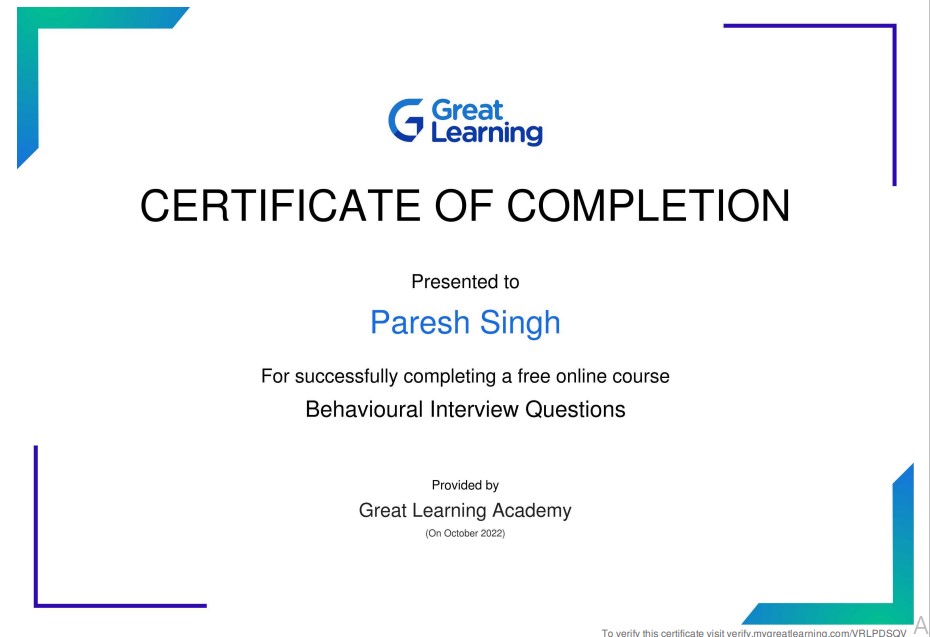 Great
Learning
CERTIFICATE OF COMPLETION
Presented to
Paresh Singh
For successfully completing a free online course
Behavioural Interview Questions
Provided by
Great Learning Academy
(On October 2022)
To verify this certificate visit verify.mygreatlearning.com/VRLPDSQV
A